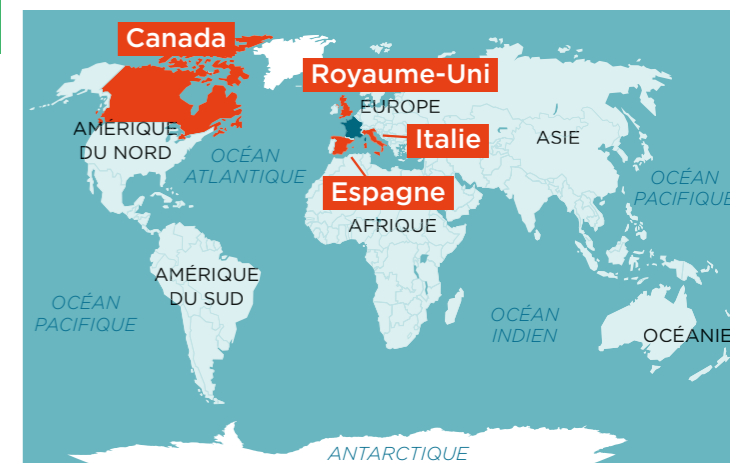 Canada
Royaume-Uni
EUROPE
AMÉRIQUE
DU NORD
Italie
ASIE
OCÉAN
ATLANTIQUE
OCÉAN
PACIFIQUE
Espagne
AFRIQUE
AMÉRIQUE
DU SUD
OCÉAN
PACIFIQUE
OCÉAN
INDIEN
OCÉANIE
ANTARCTIQUE